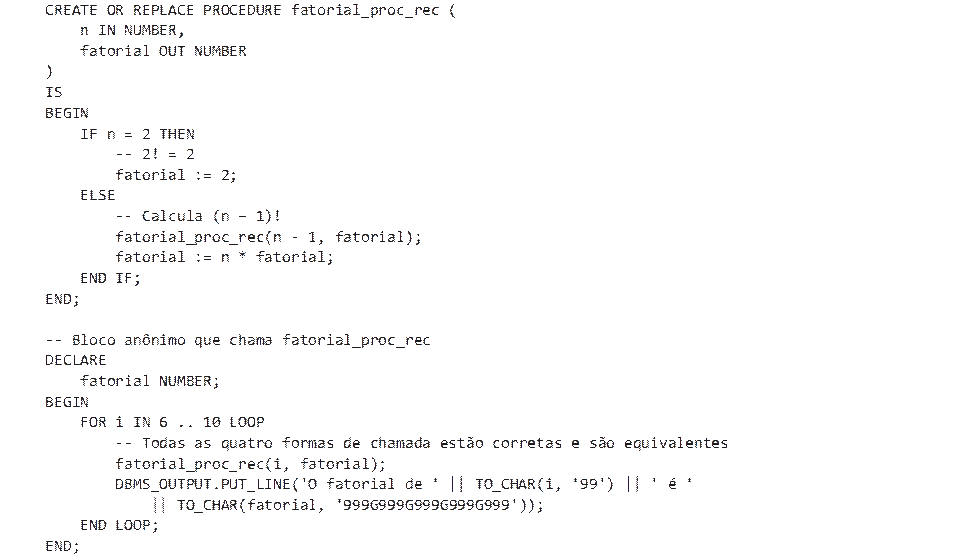 CREATE OR REPLACE PROCEDURE fatorial_proc_rec (
    n IN NUMBER,
    fatorial OUT NUMBER
)
IS
BEGIN
    IF n = 2 THEN
        -- 2! = 2
        fatorial := 2;
    ELSE
        -- Calcula (n – 1)!
        fatorial_proc_rec(n - 1, fatorial);
        fatorial := n * fatorial;
    END IF;
END;

-- Bloco anônimo que chama fatorial_proc_rec
DECLARE
    fatorial NUMBER;
BEGIN
    FOR i IN 6 .. 10 LOOP
        -- Todas as quatro formas de chamada estão corretas e são equivalentes
        fatorial_proc_rec(i, fatorial);
        DBMS_OUTPUT.PUT_LINE('O fatorial de ' || TO_CHAR(i, '99') || ' é '
            || TO_CHAR(fatorial, '999G999G999G999G999'));
    END LOOP;
END;